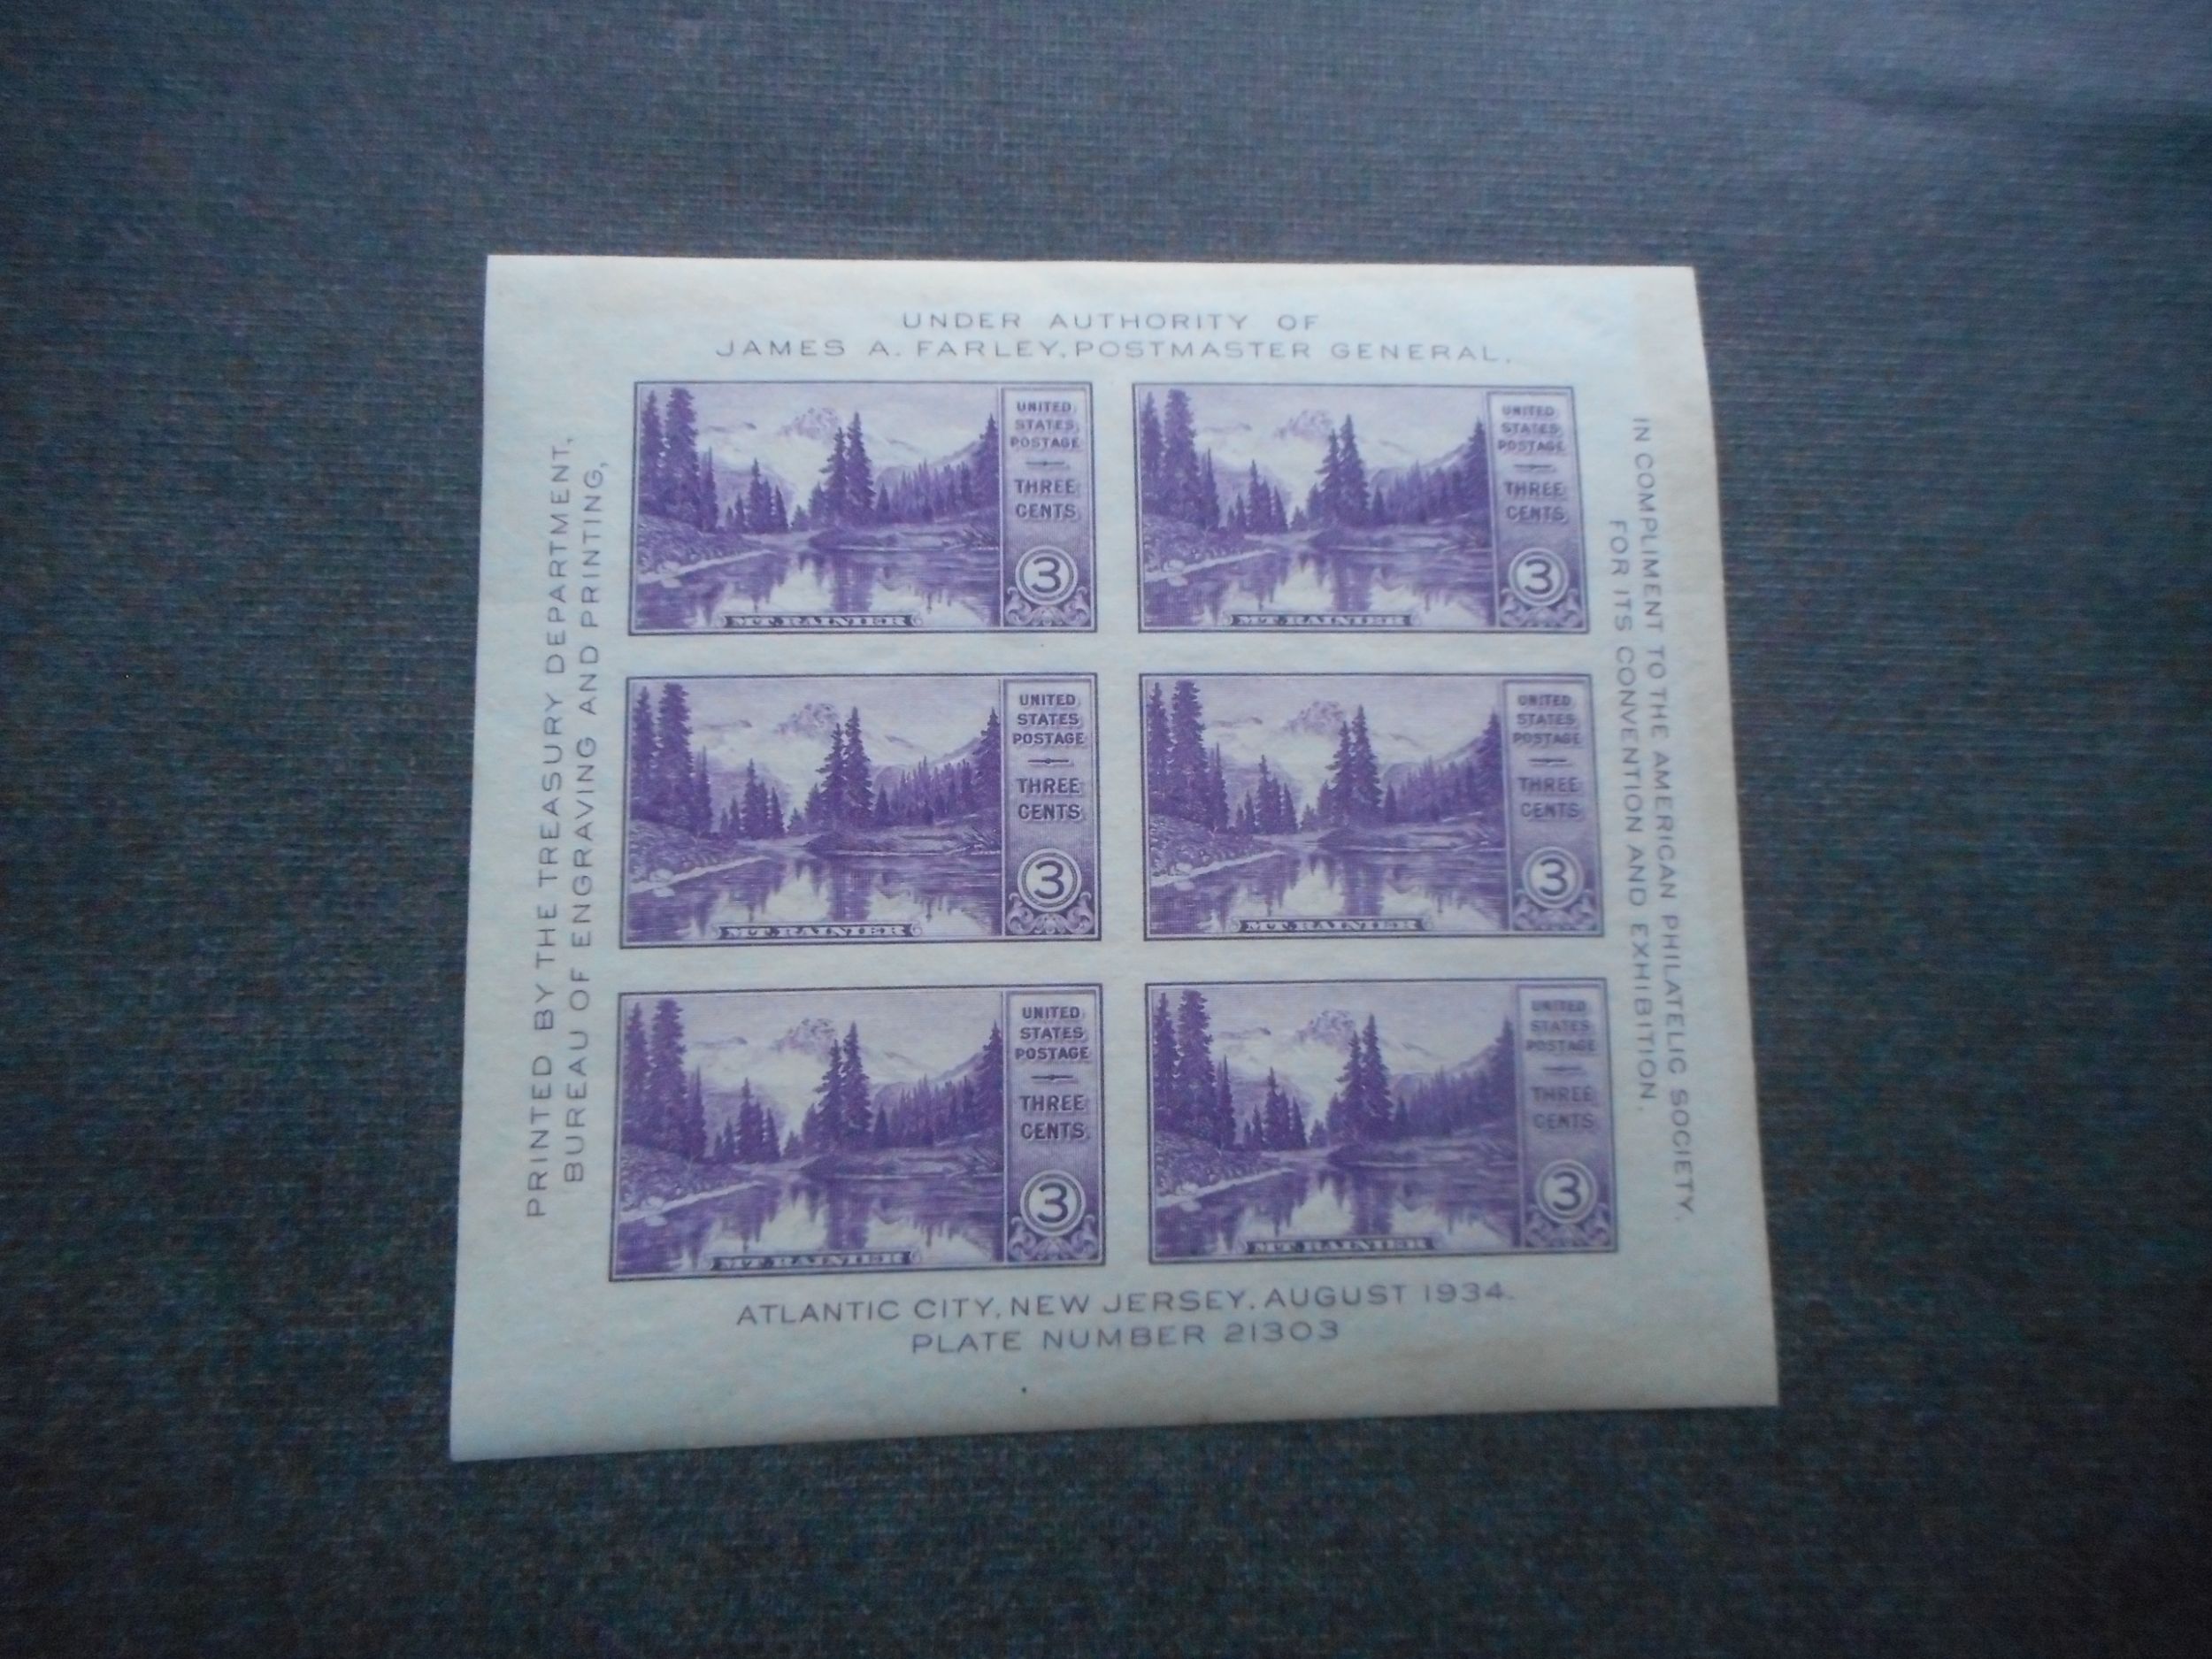 UNDER AUTHORITY OF
JAMES A. FARLEY, POSTMASTER GENERAL.
PRINTED BY THE TREASURY DEPARTMENT,
BUREAU OF ENGRAVING AND PRINTING,
UNITED
STATES
POSTAGE
THREE
CENTS
3
MT. RAINIER
UNITED
STATES
POSTAGE
THREE
CENTS
3
MT. RAINIER
UNITED
STATES
POSTAGE
THREE
CENTS
3
MT. RAINIER
UNITED
STATES
POSTAGE
THREE
CENTS
3
MT. RAINIER
UNITED
STATES
POSTAGE
THREE
CENTS
3
MT. RAINIER
UNITED
STATES
POSTAGE
THREE
CENTS
3
MT. RAINIER
IN COMPLIMENT TO THE AMERICAN PHILATELIC SOCIETY.
FOR ITS CONVENTION AND EXHIBITION.
ATLANTIC CITY, NEW JERSEY, AUGUST 1934.
PLATE NUMBER 21303